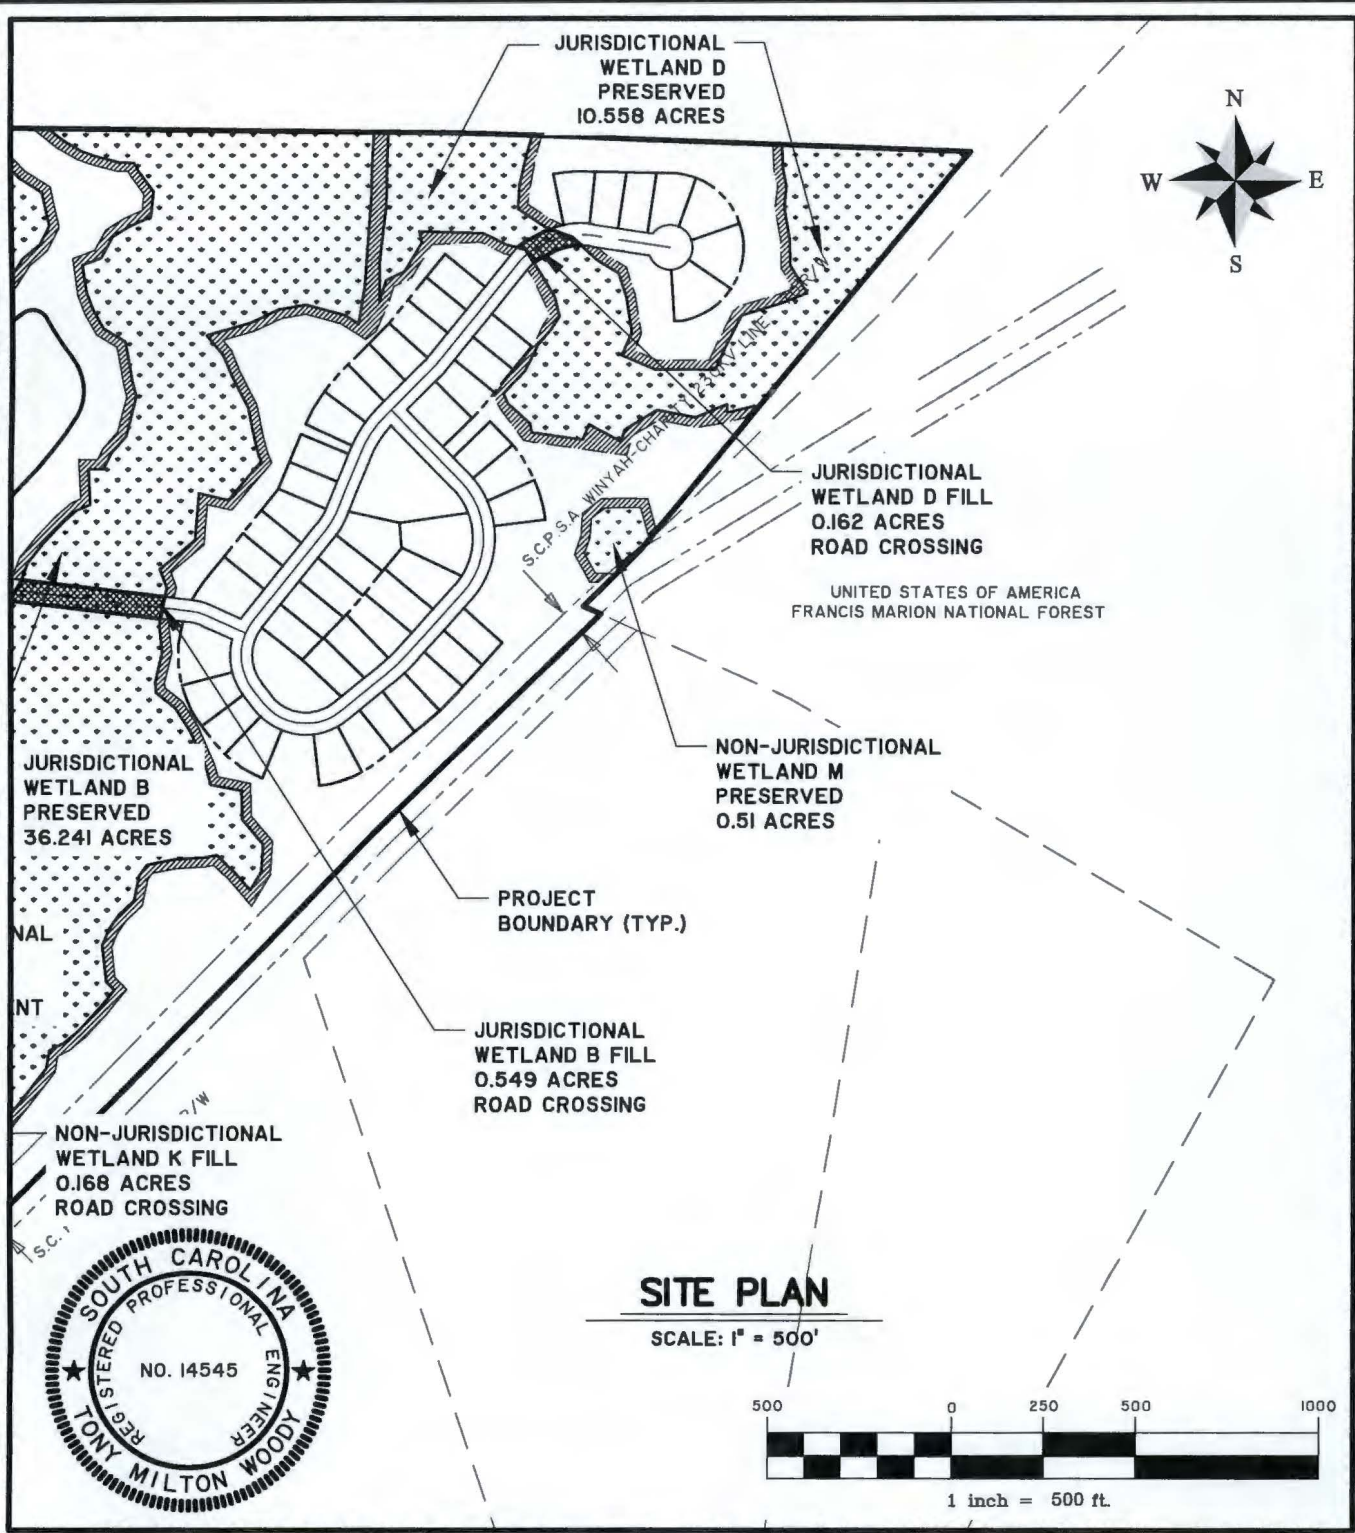 JURISDICTIONAL
WETLAND D
PRESERVED
10.558 ACRES
N
W E
S
R/W
S.C.P.S.A. WINYAH-CHARITY 230KV LINE
JURISDICTIONAL
WETLAND D FILL
0.162 ACRES
ROAD CROSSING
UNITED STATES OF AMERICA
FRANCIS MARION NATIONAL FOREST
NON-JURISDICTIONAL
WETLAND M
PRESERVED
0.51 ACRES
JURISDICTIONAL
WETLAND B
PRESERVED
36.241 ACRES
PROJECT
BOUNDARY (TYP.)
NAL
NT
JURISDICTIONAL
WETLAND B FILL
0.549 ACRES
ROAD CROSSING
R/W
NON-JURISDICTIONAL
WETLAND K FILL
0.168 ACRES
ROAD CROSSING
S.C.
SOUTH CAROLINA
REGISTERED PROFESSIONAL ENGINEER
NO. 14545
TONY MILTON WOODY
SITE PLAN
SCALE: 1" = 500'
500 0 250 500 1000
1 inch = 500 ft.